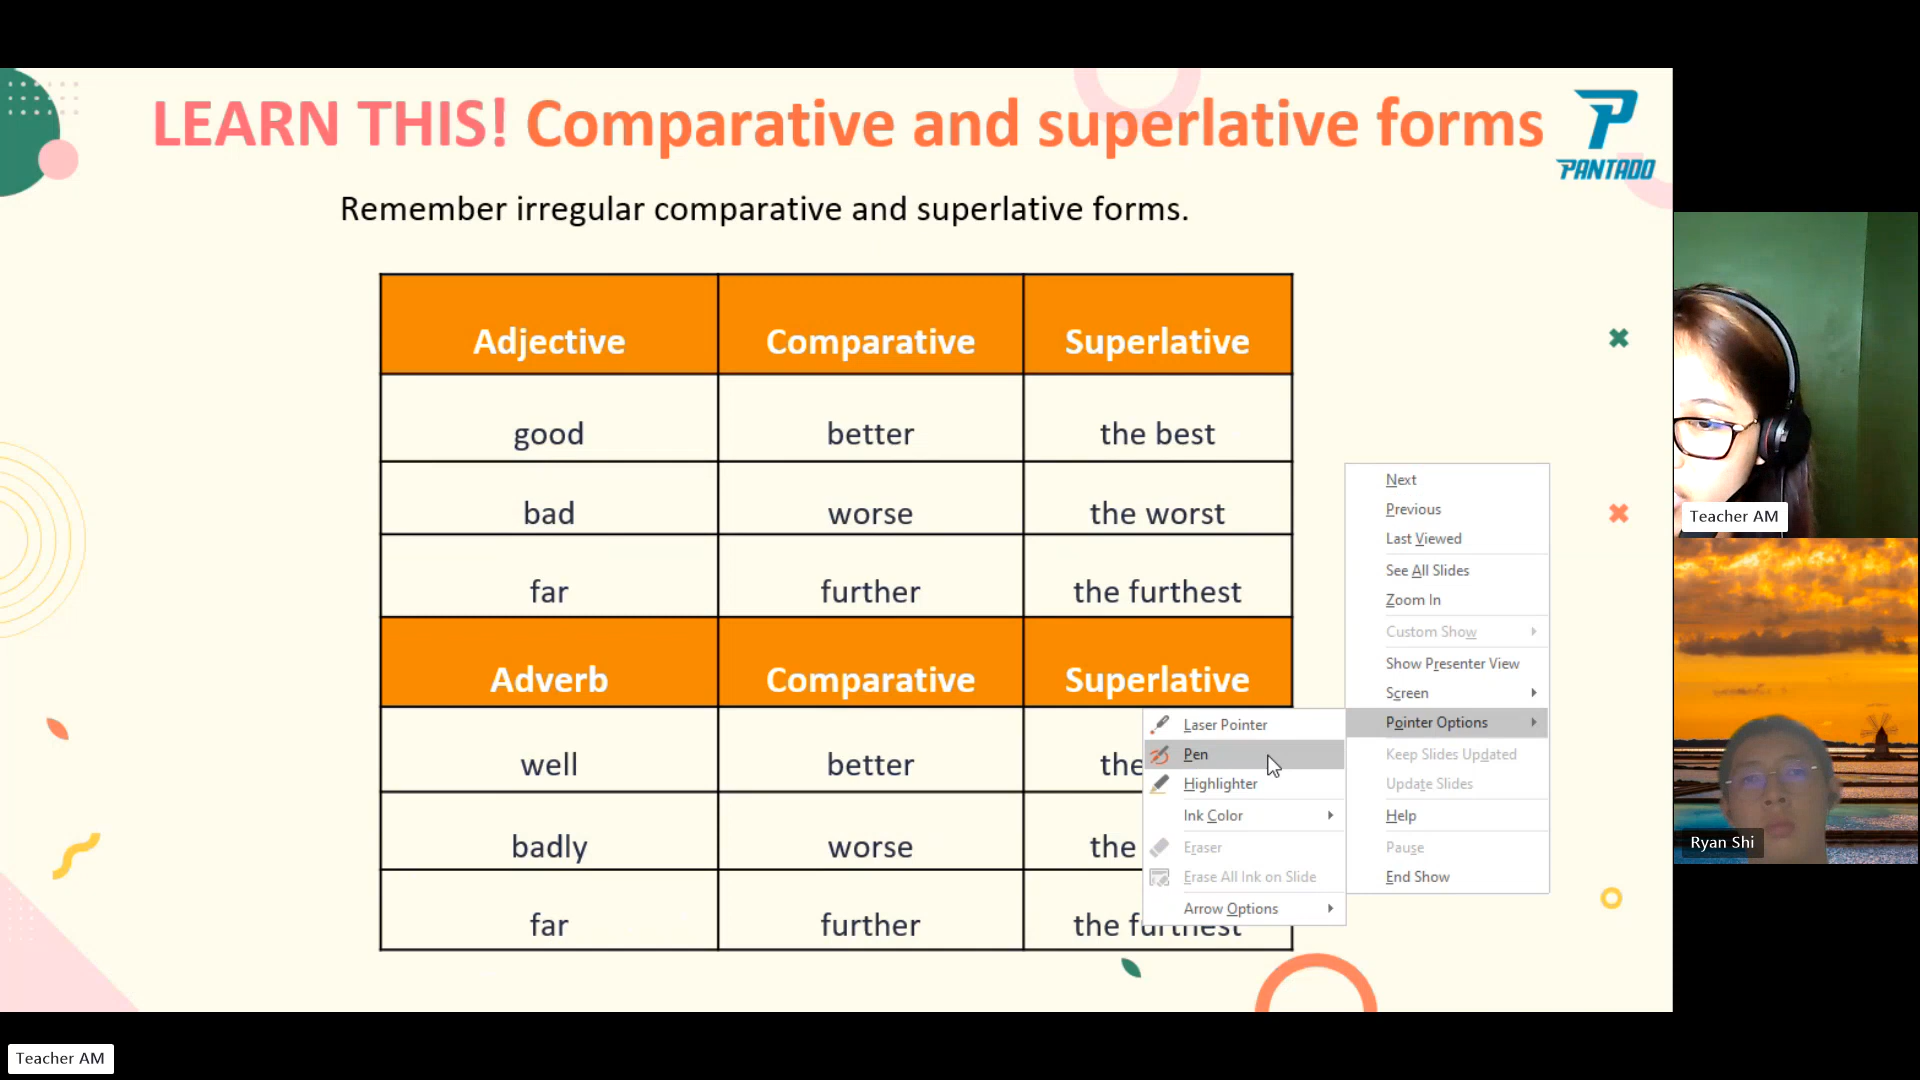 LEARN THIS! Comparative and superlative forms
PANTADO
Remember irregular comparative and superlative forms.
Adjective Comparative Superlative
good better the best
bad worse the worst
far further the furthest
Adverb Comparative Superlative
well better the
badly worse the
far further the furthest
Next
Previous
Last Viewed
See All Slides
Zoom In
Custom Show
Show Presenter View
Screen
Pointer Options
Keep Slides Updated
Update Slides
Help
Pause
End Show
Laser Pointer
Pen
Highlighter
Ink Color
Eraser
Erase All Ink on Slide
Arrow Options
Teacher AM
Ryan Shi
Teacher AM